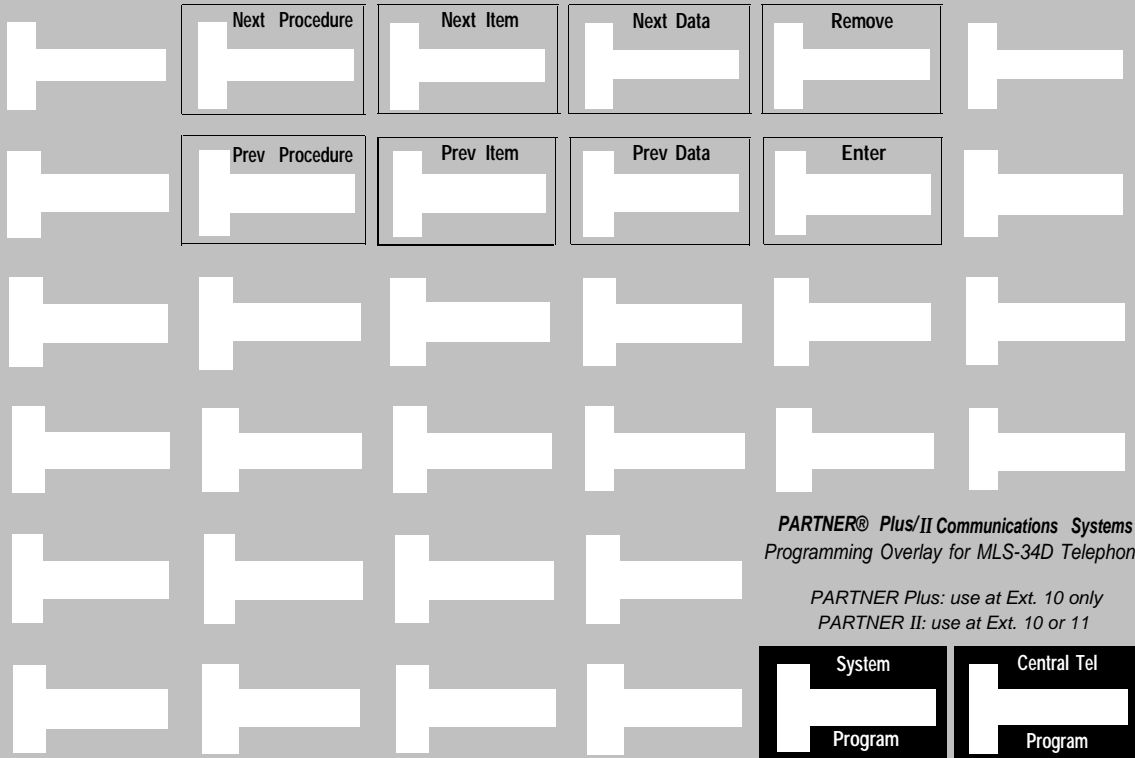 Next Procedure
Next Item
Next Data
Remove
Prev Procedure
Prev Item
Prev Data
Enter
PARTNER® Plus/II Communications Systems
Programming Overlay for MLS-34D Telephon
PARTNER Plus: use at Ext. 10 only
PARTNER II: use at Ext. 10 or 11
System
Program
Central Tel
Program